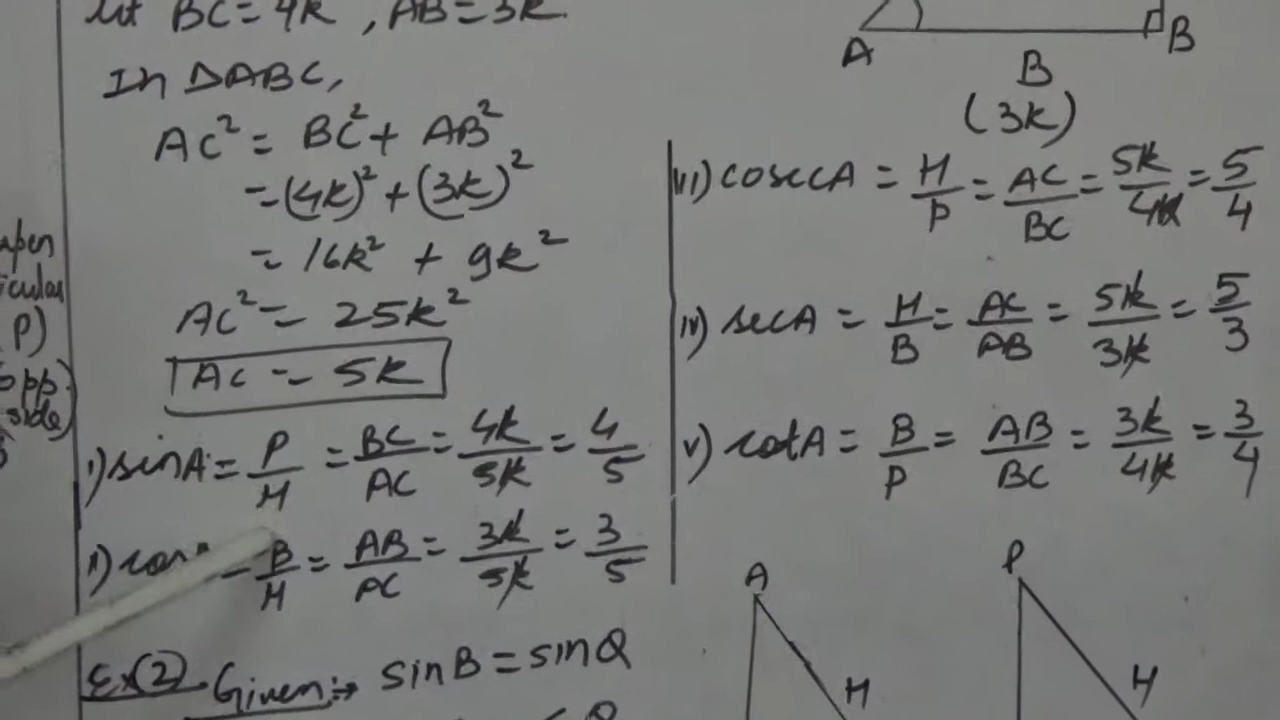 let BC = 4k, AB = 3k.
In △ABC,
AC² = BC² + AB²
= (4k)² + (3k)²
= 16k² + 9k²
AC² = 25k²
AC = 5k
i) sinA = P/H = BC/AC = 4k/5k = 4/5
ii) cos = B/H = AB/AC = 3k/5k = 3/5
Ex(2) Given:→ sinB = sinQ
Q
icular
P)
opp
side)
A B
B
(3k)
cosecA = H/P = AC/BC = 5k/4k = 5/4
iv) secA = H/B = AC/AB = 5k/3k = 5/3
v) cotA = B/P = AB/BC = 3k/4k = 3/4
A P
H H